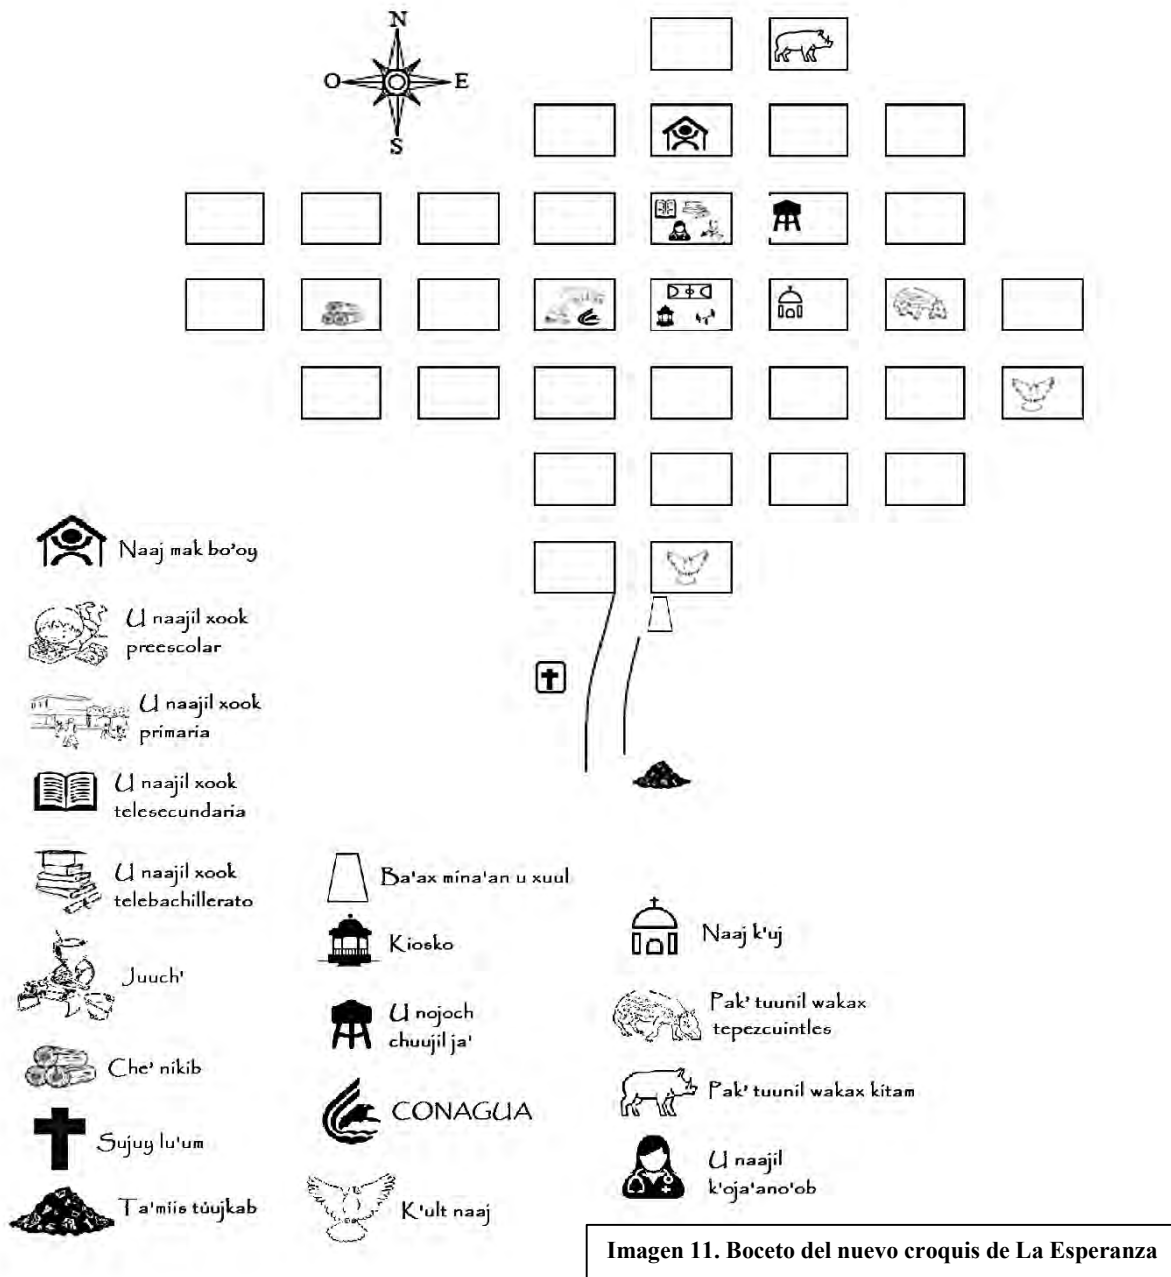 N
O E
S
Naaj mak bo'oy
U naajil xook
preescolar
U naajil xook
primaria
U naajil xook
telesecundaria
U naajil xook
telebachillerato
Juuch'
Che' nikib
Sujuy lu'um
Ta'miis túujkab
Ba'ax mina'an u xuul
Kiosko
U nojoch
chuujil ja'
CONAGUA
K'ult naaj
Naaj k'uj
Pak' tuunil wakax
tepezcuintles
Pak' tuunil wakax kitam
U naajil
k'oja'ano'ob
Imagen 11. Boceto del nuevo croquis de La Esperanza